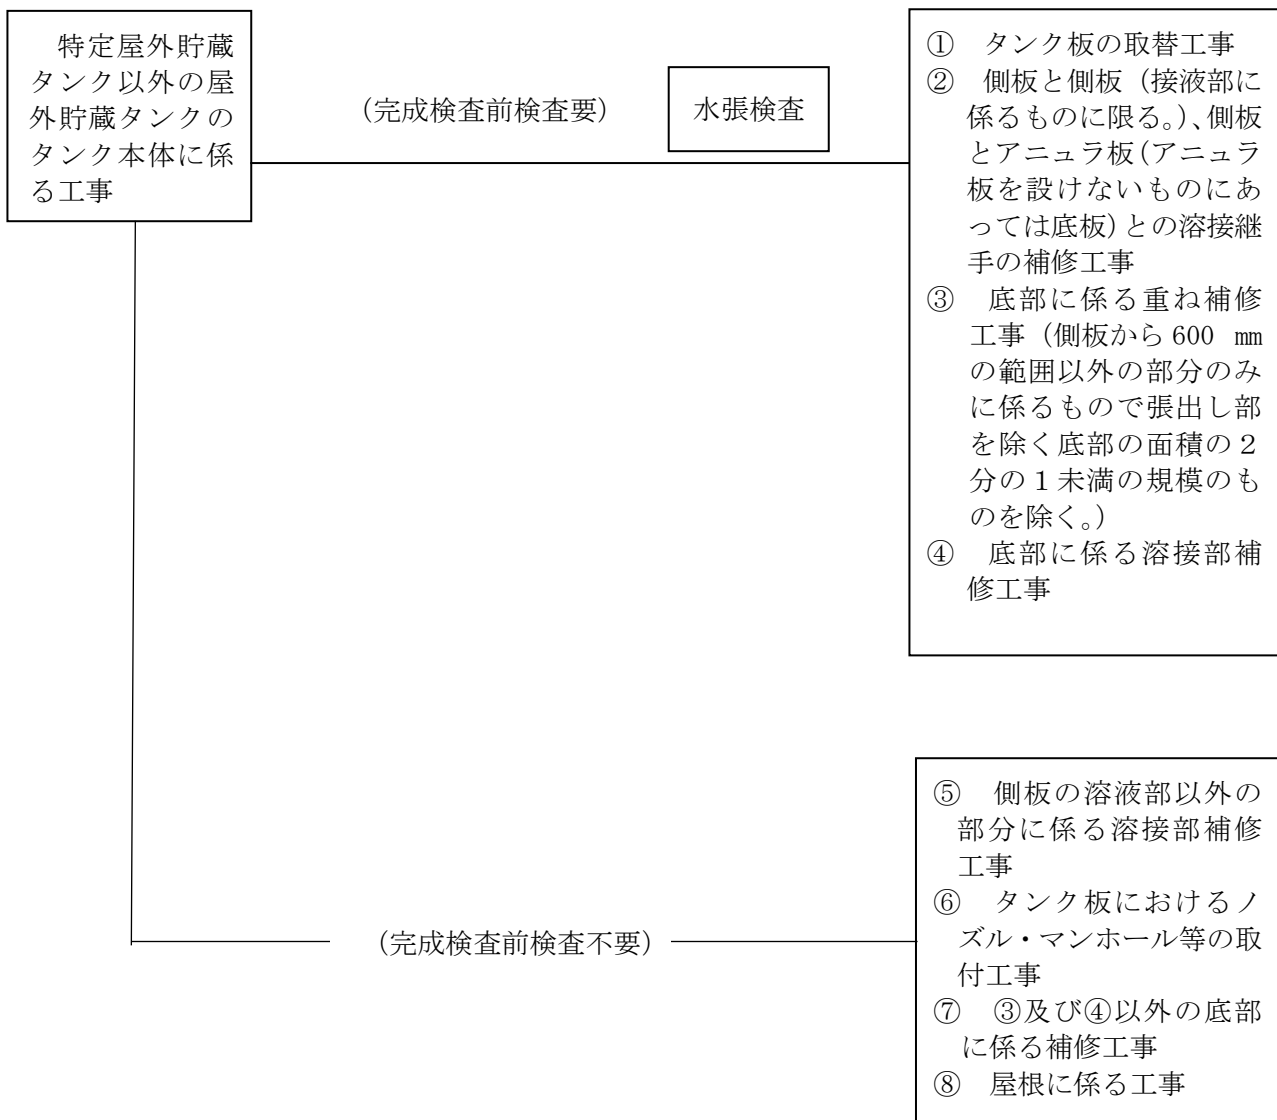 特定屋外貯蔵
タンク以外の屋
外貯蔵タンクの
タンク本体に係
る工事
(完成検査前検査要)
水張検査
① タンク板の取替工事
② 側板と側板（接液部に
係るものに限る。）、側板
とアニュラ板(アニュラ
板を設けないものにあ
っては底板)との溶接継
手の補修工事
③ 底部に係る重ね補修
工事（側板から 600 ㎜
の範囲以外の部分のみ
に係るもので張出し部
を除く底部の面積の２
分の１未満の規模のも
のを除く。）
④ 底部に係る溶接部補
修工事
(完成検査前検査不要)
⑤ 側板の溶液部以外の
部分に係る溶接部補修
工事
⑥ タンク板におけるノ
ズル・マンホール等の取
付工事
⑦ ③及び④以外の底部
に係る補修工事
⑧ 屋根に係る工事